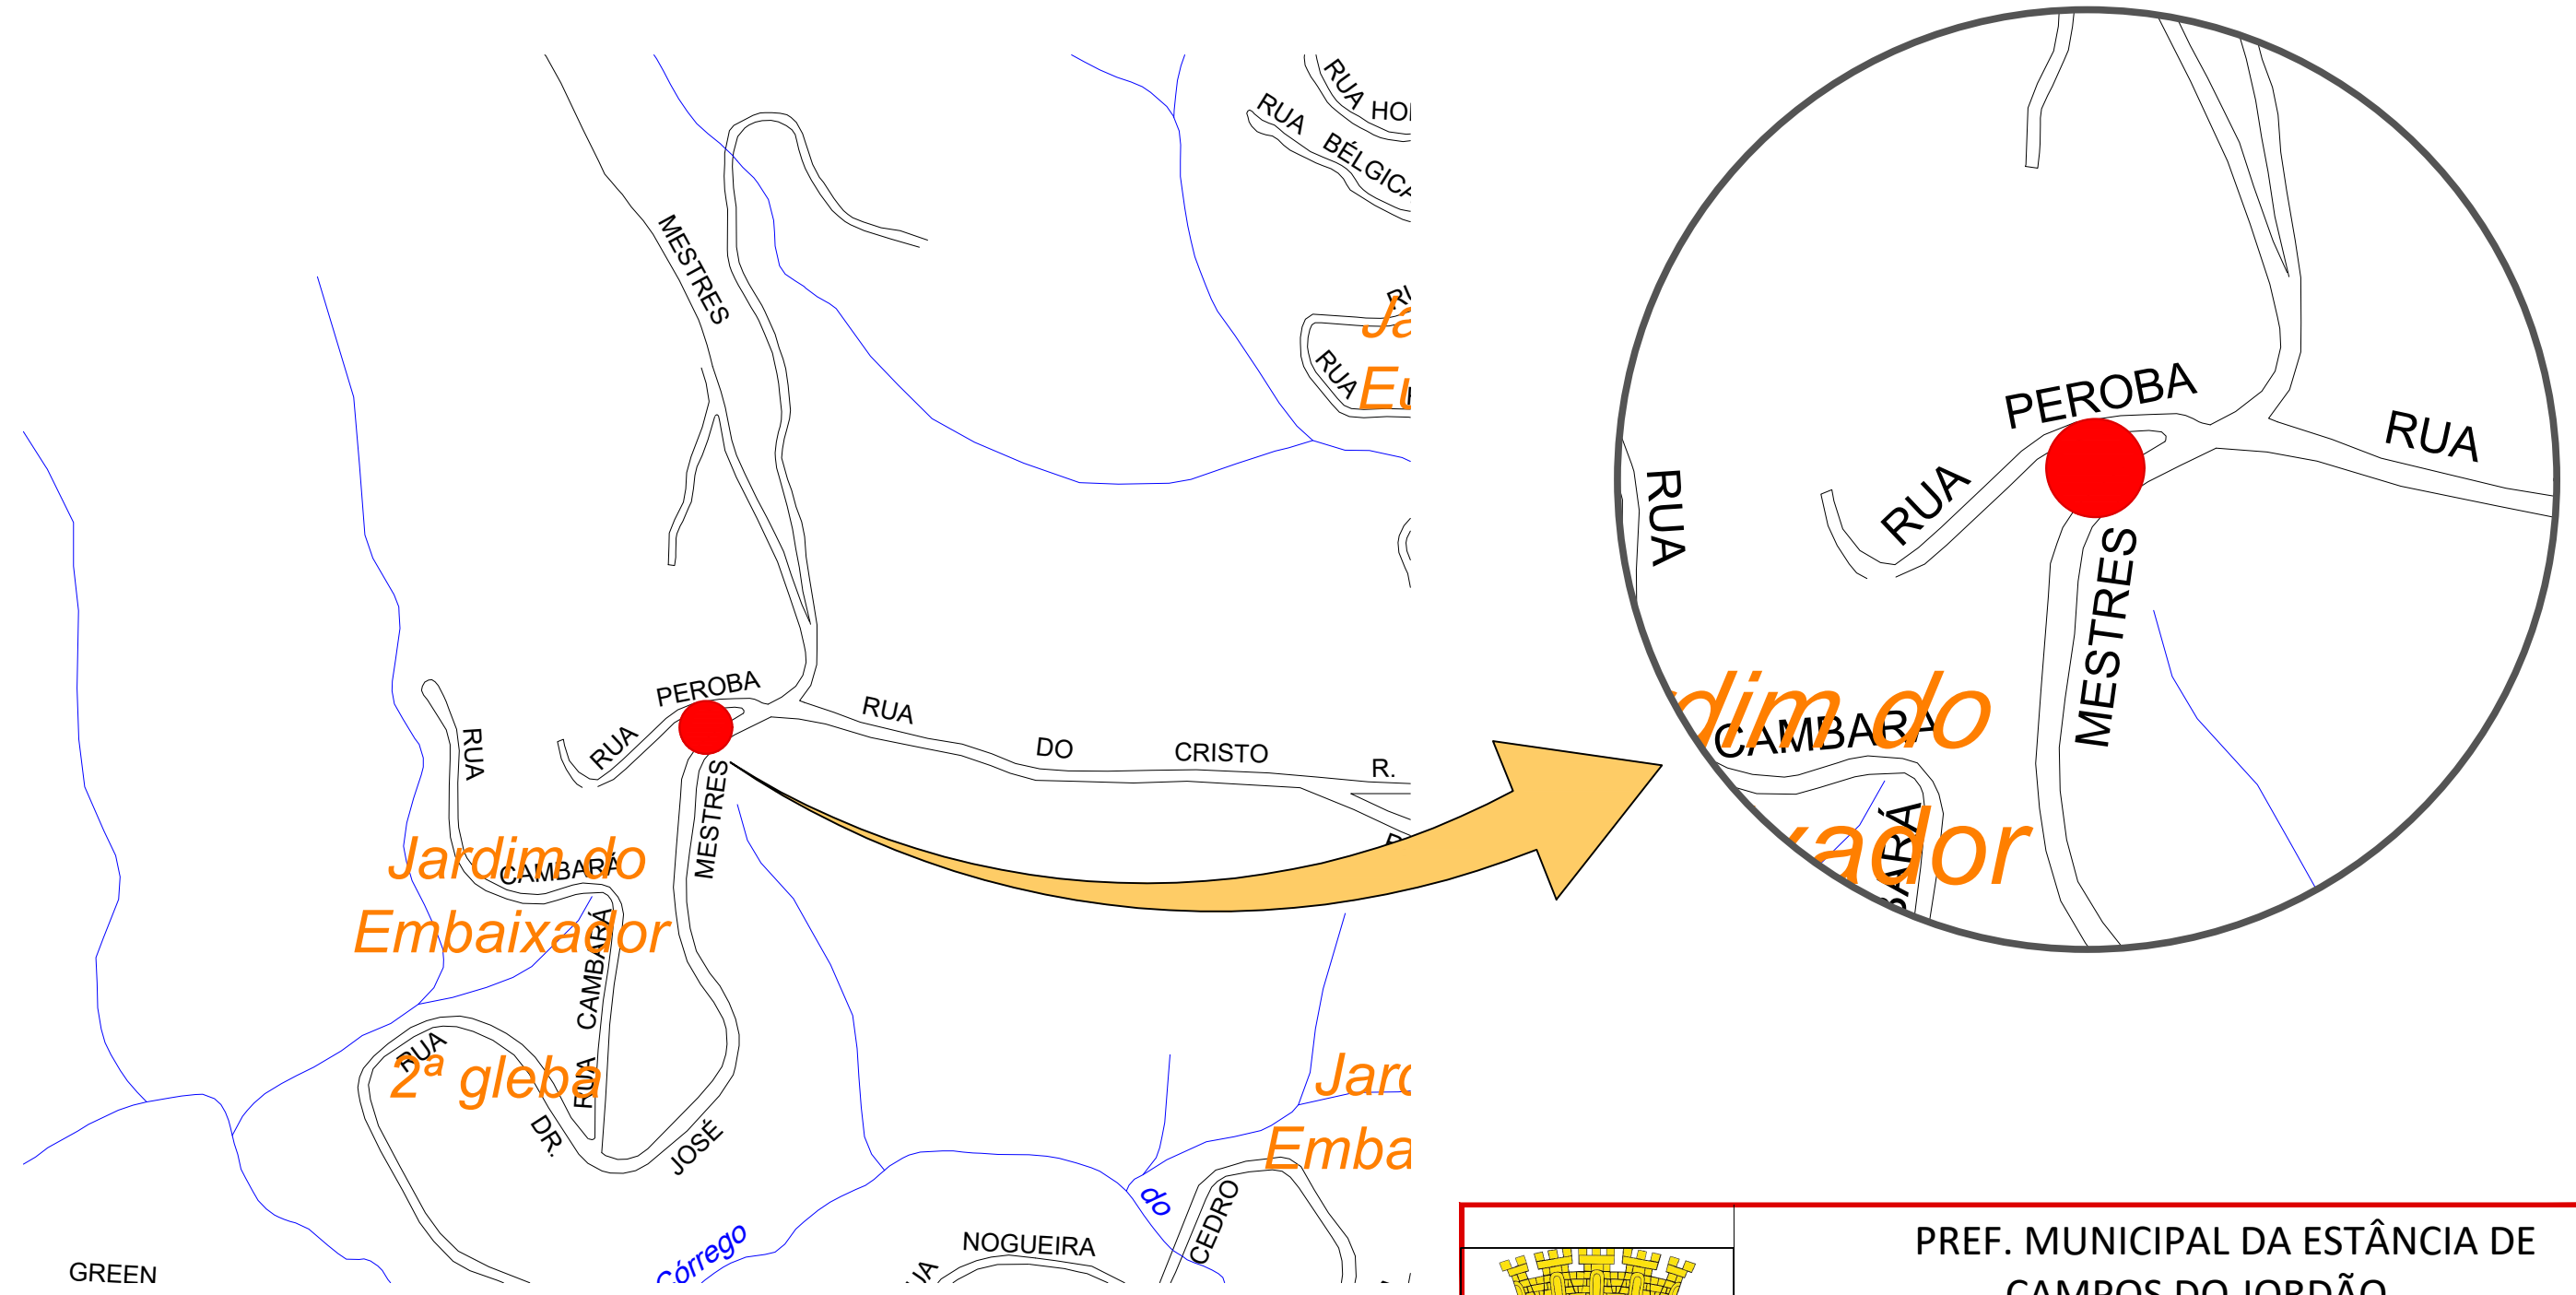 RUA
HO
RUA
BÉLGICA
MESTRES
RUA
PEROBA
RUA
RUA
RUA
DO
CRISTO
R.
MESTRES
Jardim do
Embaixador
2ª gleba
CAMBARÁ
CAMBARÁ
RUA
RUA
DR.
JOSÉ
Jard
Emba
do
Córrego
NOGUEIRA
CEDRO
GREEN
PEROBA
RUA
RUA
RUA
MESTRES
dim do
CAMBARÁ
xador
BARÁ
PREF. MUNICIPAL DA ESTÂNCIA DE
CAMPOS DO JORDÃO